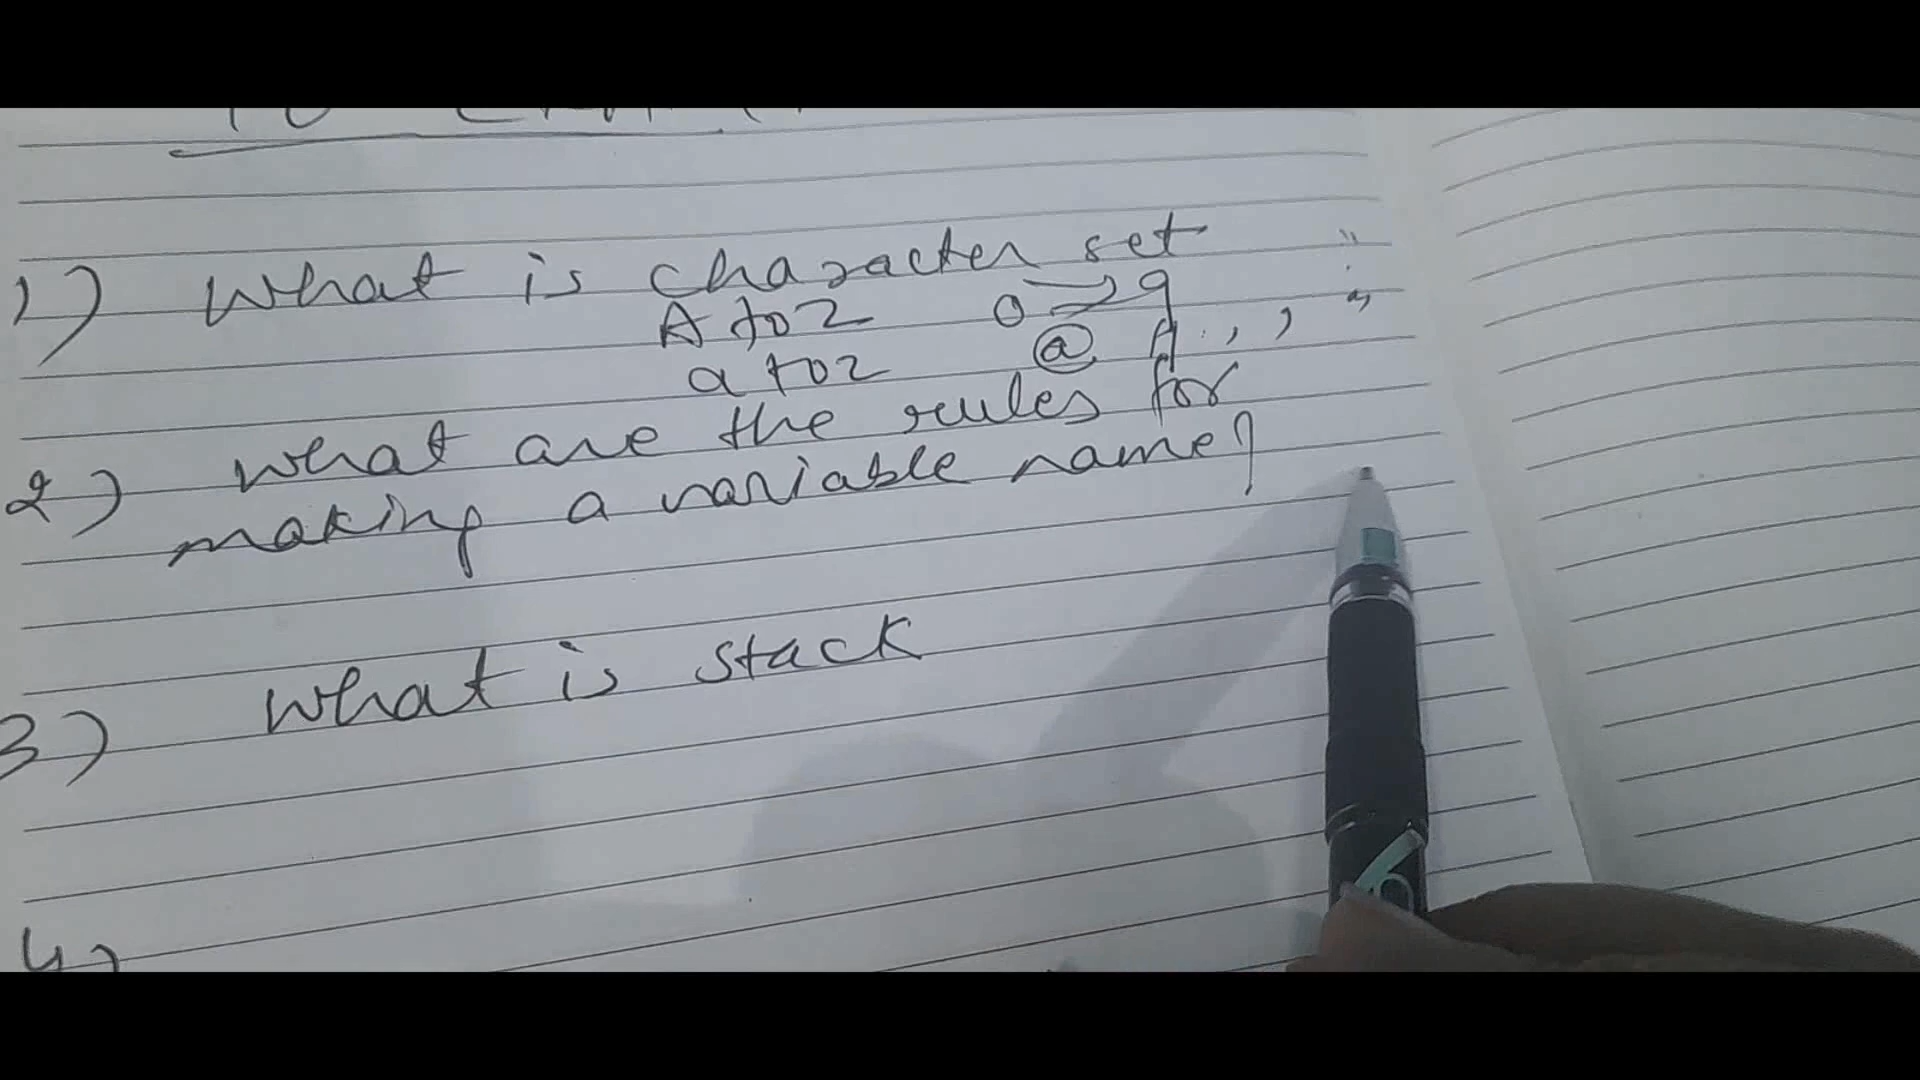 1) What is character set
A to z 0 → 9
a to z @ # . , , ; "
2) What are the rules for
making a variable name?
3) What is stack
4)